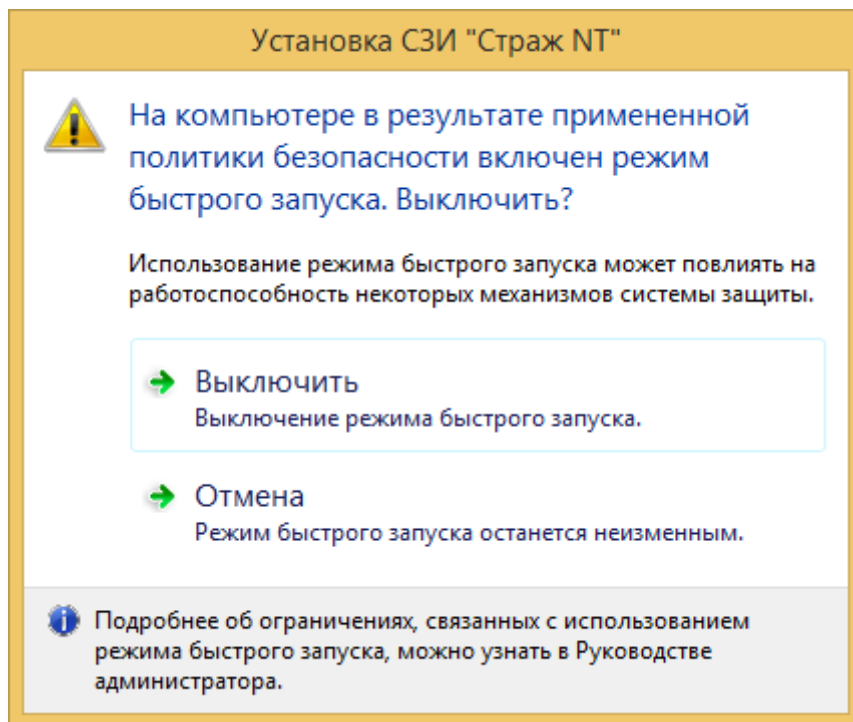 Установка СЗИ "Страж NT"
На компьютере в результате примененной
политики безопасности включен режим
быстрого запуска. Выключить?
Использование режима быстрого запуска может повлиять на
работоспособность некоторых механизмов системы защиты.
Выключить
Выключение режима быстрого запуска.
Отмена
Режим быстрого запуска останется неизменным.
Подробнее об ограничениях, связанных с использованием
режима быстрого запуска, можно узнать в Руководстве
администратора.